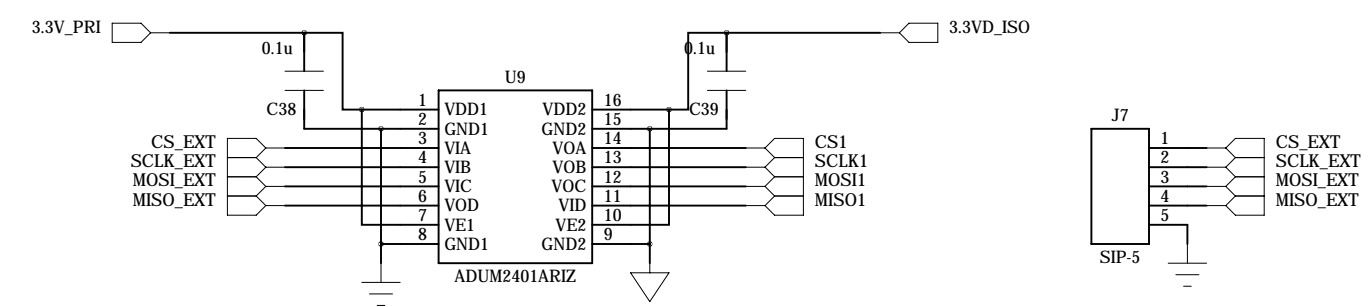 3.3V_PRI
0.1u
C38
U9
0.1u
C39
3.3VD_ISO
1 VDD1 VDD2 16
2 GND1 GND2 15
CS_EXT 3 VIA VOA 14 CS1
SCLK_EXT 4 VIB VOB 13 SCLK1
MOSI_EXT 5 VIC VOC 12 MOSI1
MISO_EXT 6 VOD VID 11 MISO1
7 VE1 VE2 10
8 GND1 GND2 9
ADUM2401ARIZ
J7
1 CS_EXT
2 SCLK_EXT
3 MOSI_EXT
4 MISO_EXT
5
SIP-5